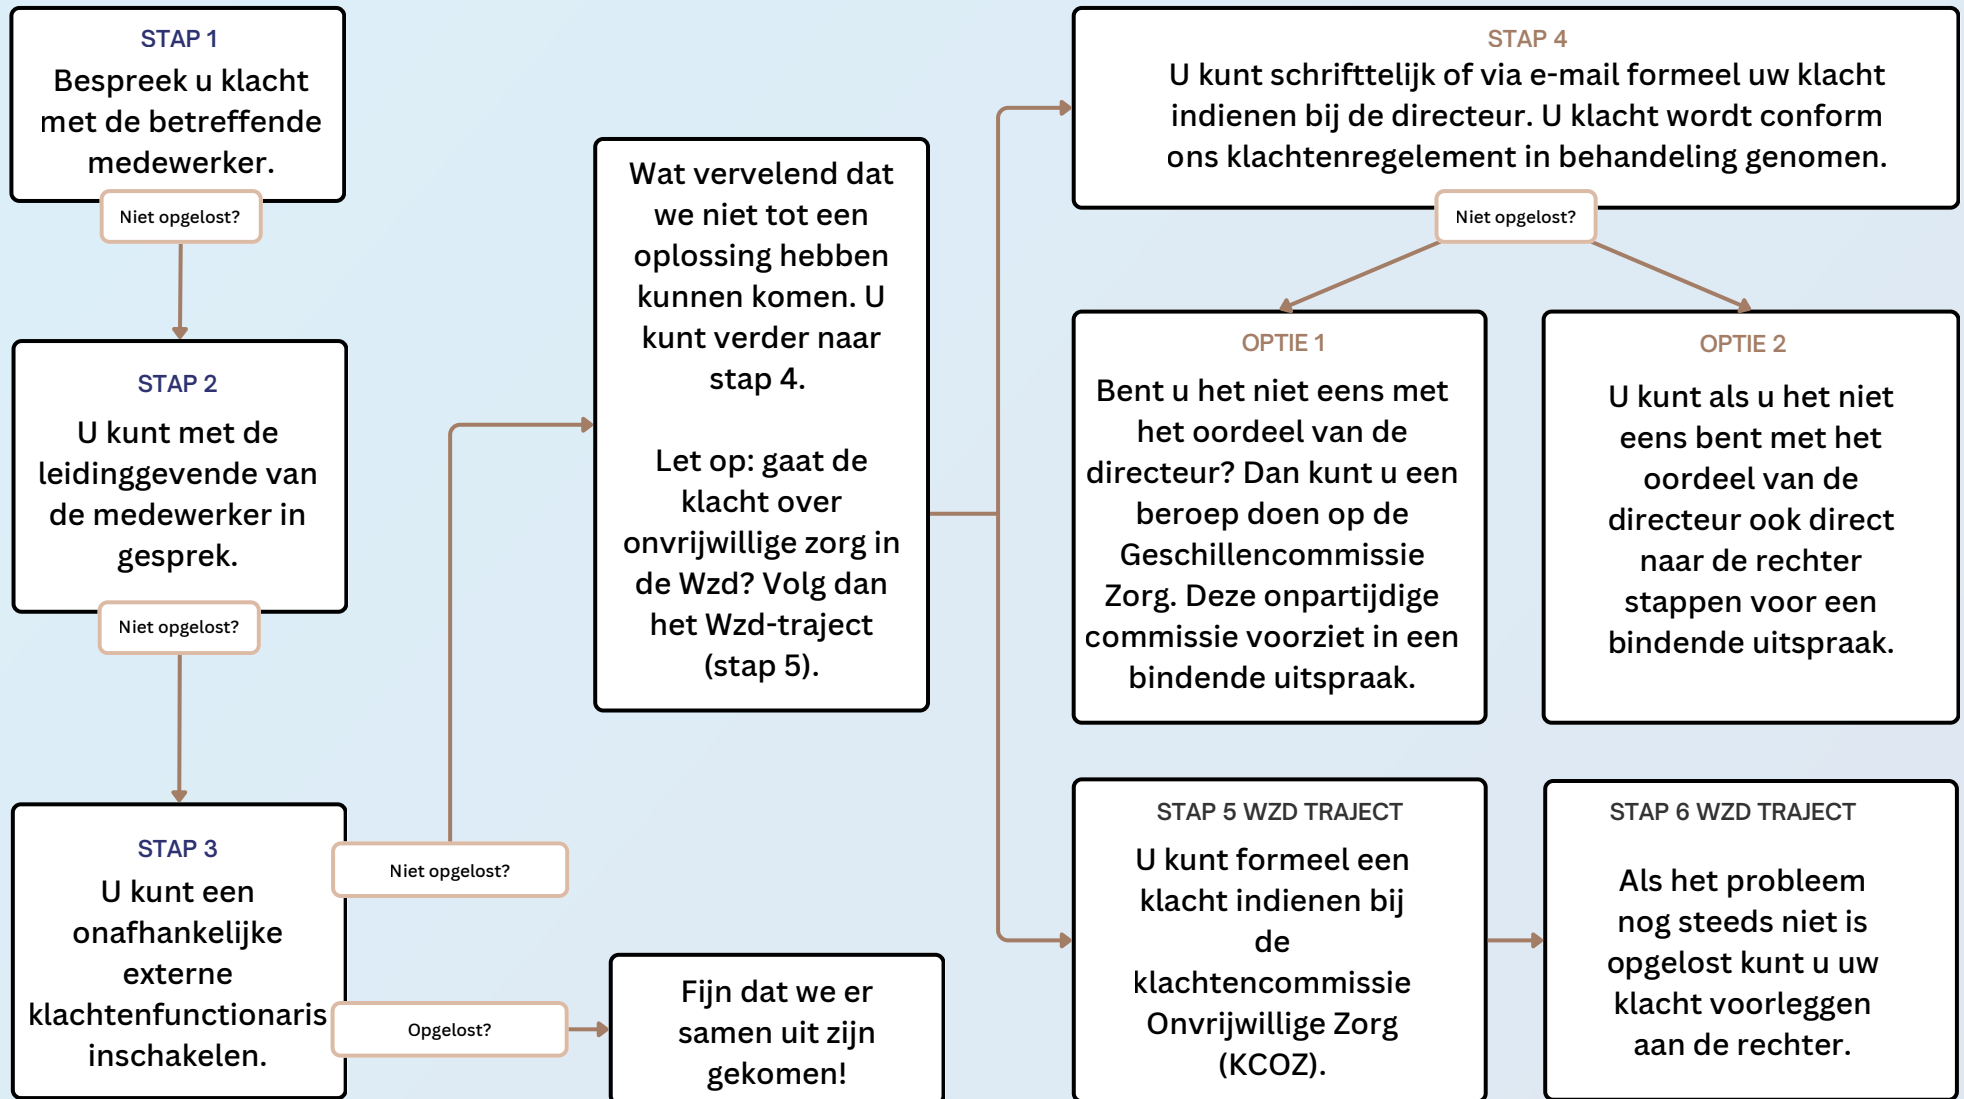 STAP 1
Bespreek u klacht
met de betreffende
medewerker.
Niet opgelost?
STAP 2
U kunt met de
leidinggevende van
de medewerker in
gesprek.
Niet opgelost?
STAP 3
U kunt een
onafhankelijke
externe
klachtenfunctionaris
inschakelen.
Niet opgelost?
Opgelost?
Wat vervelend dat
we niet tot een
oplossing hebben
kunnen komen. U
kunt verder naar
stap 4.
Let op: gaat de
klacht over
onvrijwillige zorg in
de Wzd? Volg dan
het Wzd-traject
(stap 5).
Fijn dat we er
samen uit zijn
gekomen!
STAP 4
U kunt schrifttelijk of via e-mail formeel uw klacht
indienen bij de directeur. U klacht wordt conform
ons klachtenregelement in behandeling genomen.
Niet opgelost?
OPTIE 1
Bent u het niet eens met
het oordeel van de
directeur? Dan kunt u een
beroep doen op de
Geschillencommissie
Zorg. Deze onpartijdige
commissie voorziet in een
bindende uitspraak.
OPTIE 2
U kunt als u het niet
eens bent met het
oordeel van de
directeur ook direct
naar de rechter
stappen voor een
bindende uitspraak.
STAP 5 WZD TRAJECT
U kunt formeel een
klacht indienen bij
de
klachtencommissie
Onvrijwillige Zorg
(KCOZ).
STAP 6 WZD TRAJECT
Als het probleem
nog steeds niet is
opgelost kunt u uw
klacht voorleggen
aan de rechter.